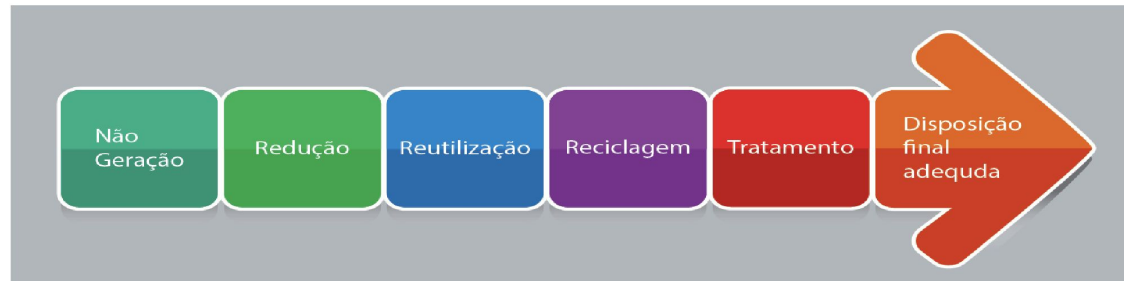 Não
Geração
Redução
Reutilização
Reciclagem
Tratamento
Disposição
final
adequda